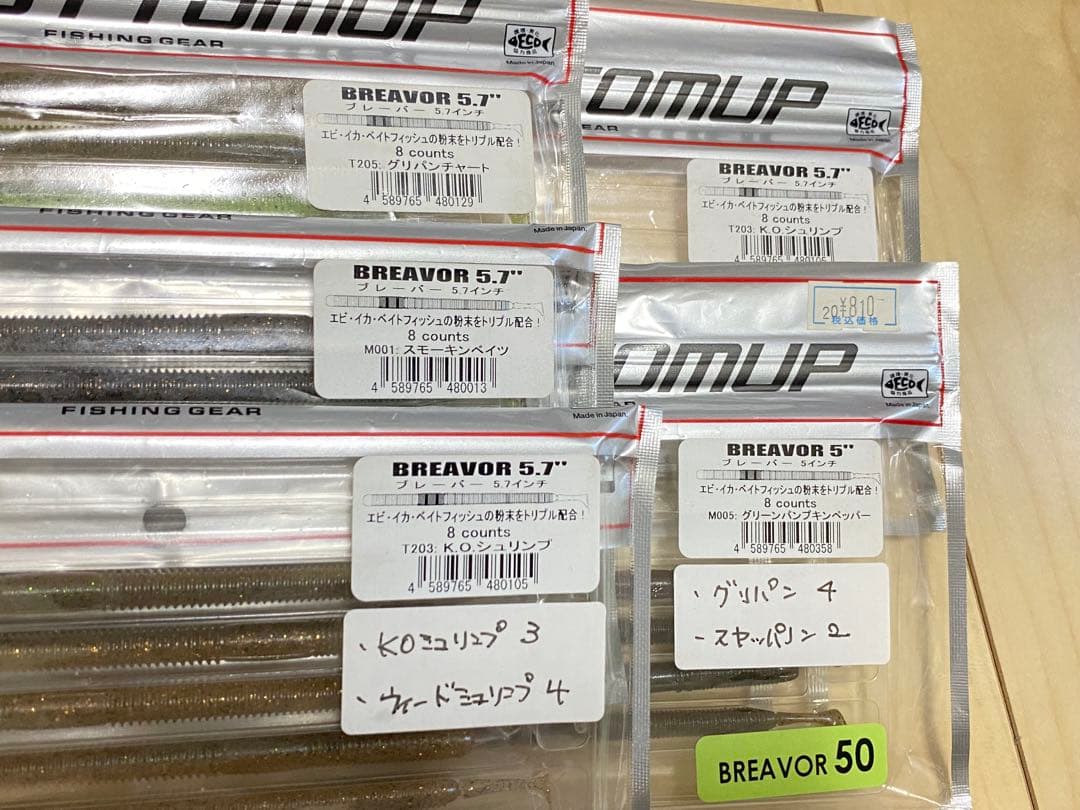 TTOMUP
FISHING GEAR
Made in Japan.
BREAVOR 5.7"
ブレーバー 5.7インチ
エビ・イカ・ベイトフィッシュの粉末をトリプル配合!
8 counts
T205: グリパンチャート
4 589765 480129
TOMUP
GEAR
BREAVOR 5.7"
ブレーバー 5.7インチ
エビ・イカ・ベイトフィッシュの粉末をトリプル配合!
8 counts
T203: K.O.シュリンプ
4 589765 480105
FISHING GEAR
Made in Japan.
BREAVOR 5.7"
ブレーバー 5.7インチ
エビ・イカ・ベイトフィッシュの粉末をトリプル配合!
8 counts
M001: スモーキンベイツ
4 589765 480013
20 ¥810
税込価格
TOMUP
AR
BREAVOR 5"
ブレーバー 5インチ
エビ・イカ・ベイトフィッシュの粉末をトリプル配合!
8 counts
M005: グリーンパンプキンペッパー
4 589765 480358
・グリパン 4
・スヤッパノン 2
BREAVOR 50
FISHING GEAR
Made in Japan.
BREAVOR 5.7"
ブレーバー 5.7インチ
エビ・イカ・ベイトフィッシュの粉末をトリプル配合!
8 counts
T203: K.O.シュリンプ
4 589765 480105
・KOシュリンプ 3
・ウィードシュリンプ 4